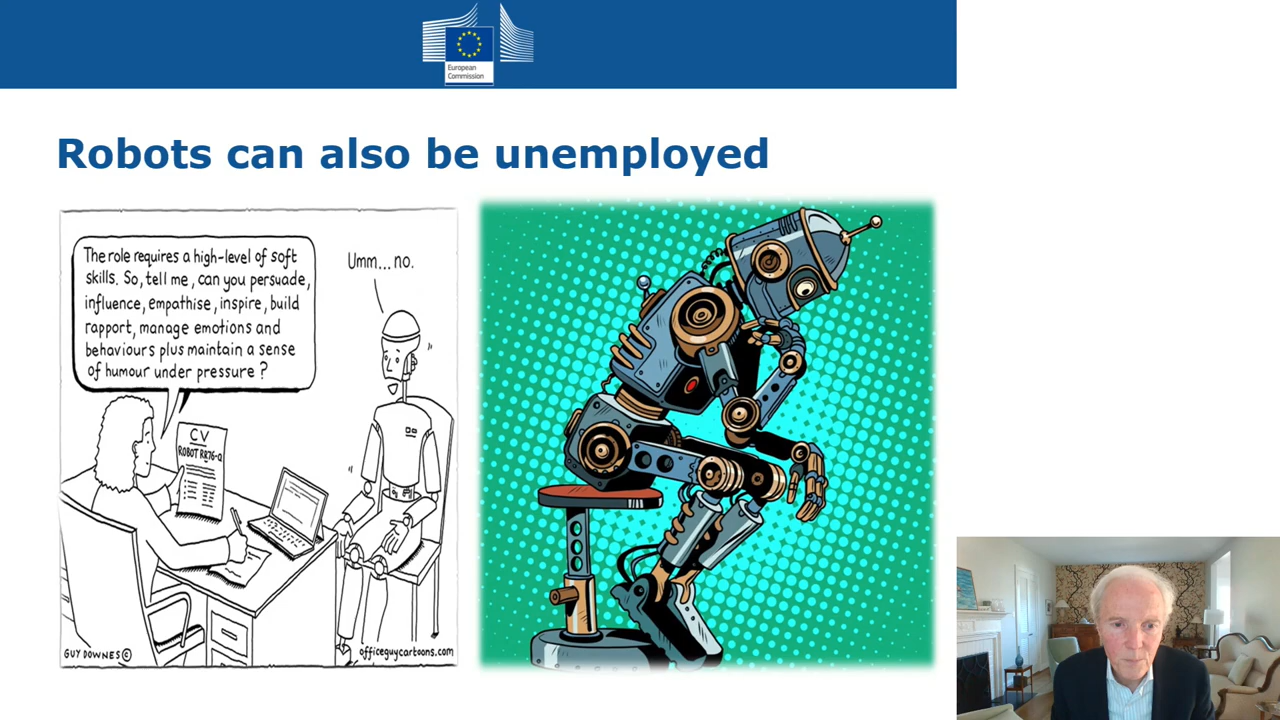 European
Commission
Robots can also be unemployed
The role requires a high-level of soft
skills. So, tell me, can you persuade,
influence, empathise, inspire, build
rapport, manage emotions and
behaviours plus maintain a sense
of humour under pressure?
Umm...no.
CV
ROBOT RR76-Q
GUY DOWNES©
officeguycartoons.com